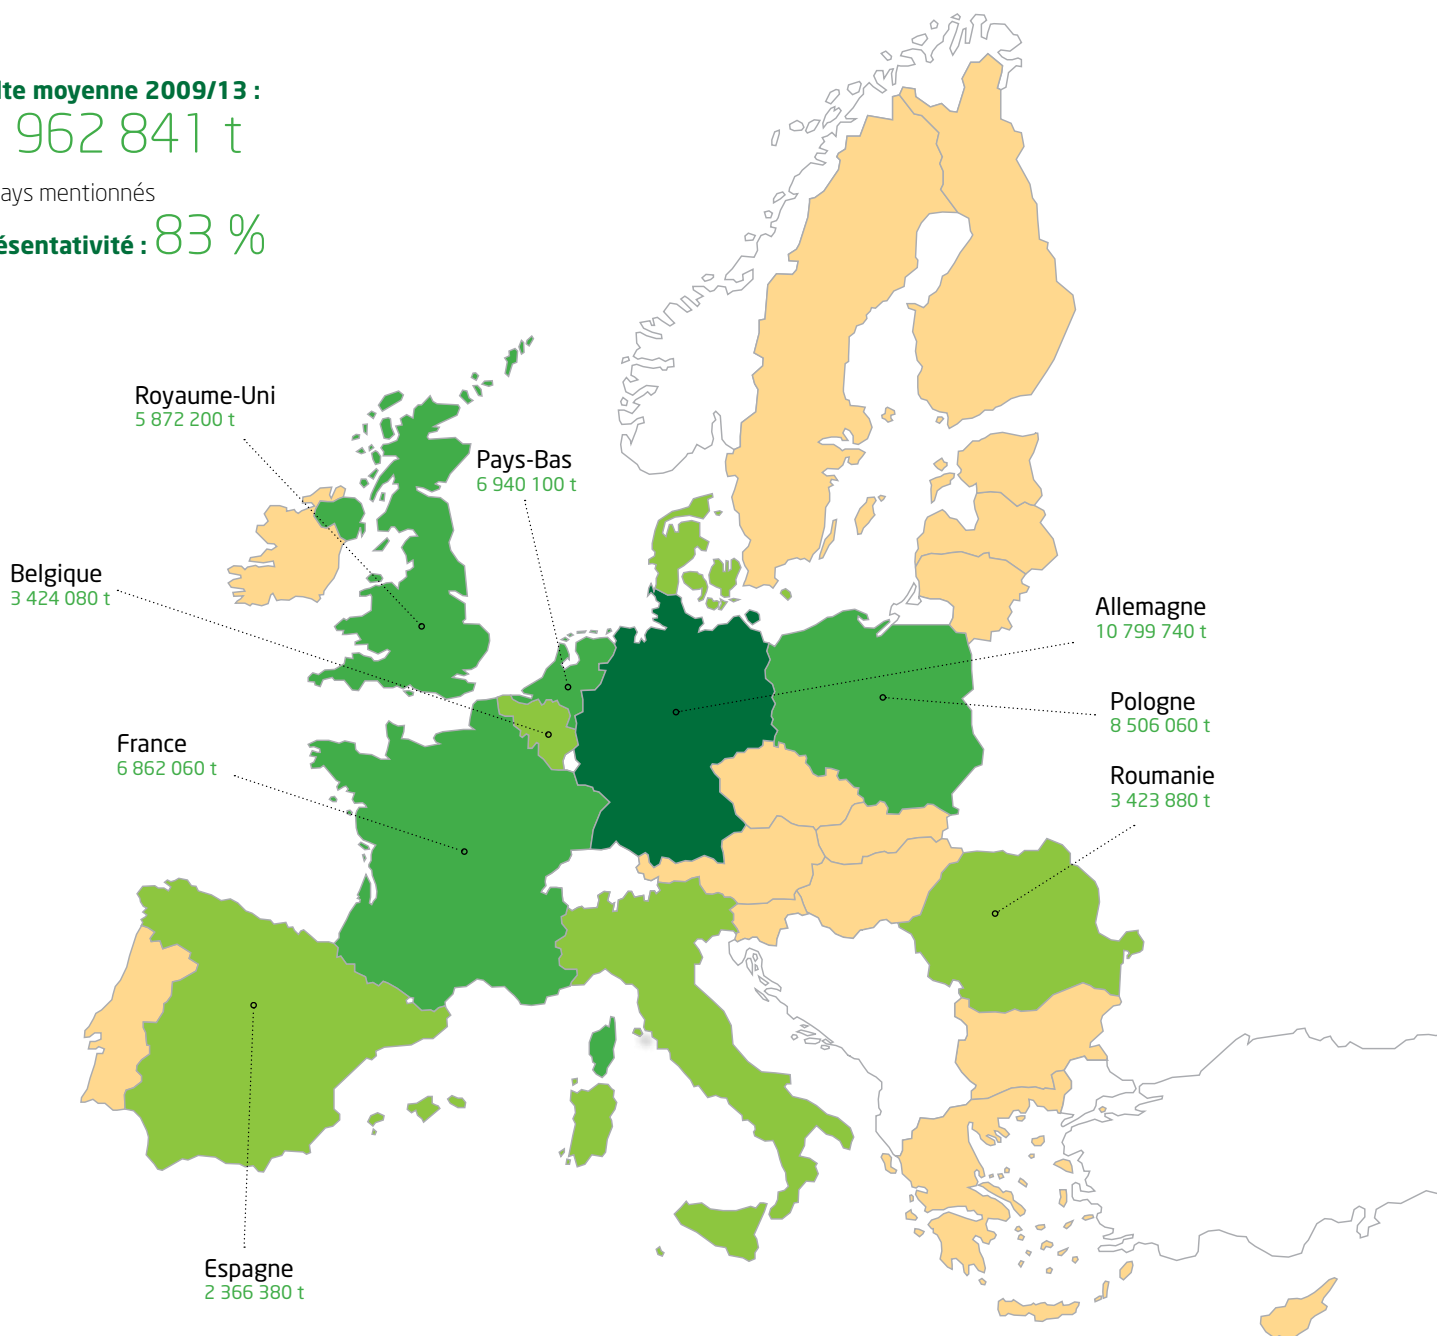 lte moyenne 2009/13 :
962 841 t
ays mentionnés
ésentativité : 83 %
Royaume-Uni
5 872 200 t
Pays-Bas
6 940 100 t
Belgique
3 424 080 t
Allemagne
10 799 740 t
Pologne
8 506 060 t
France
6 862 060 t
Roumanie
3 423 880 t
Espagne
2 366 380 t